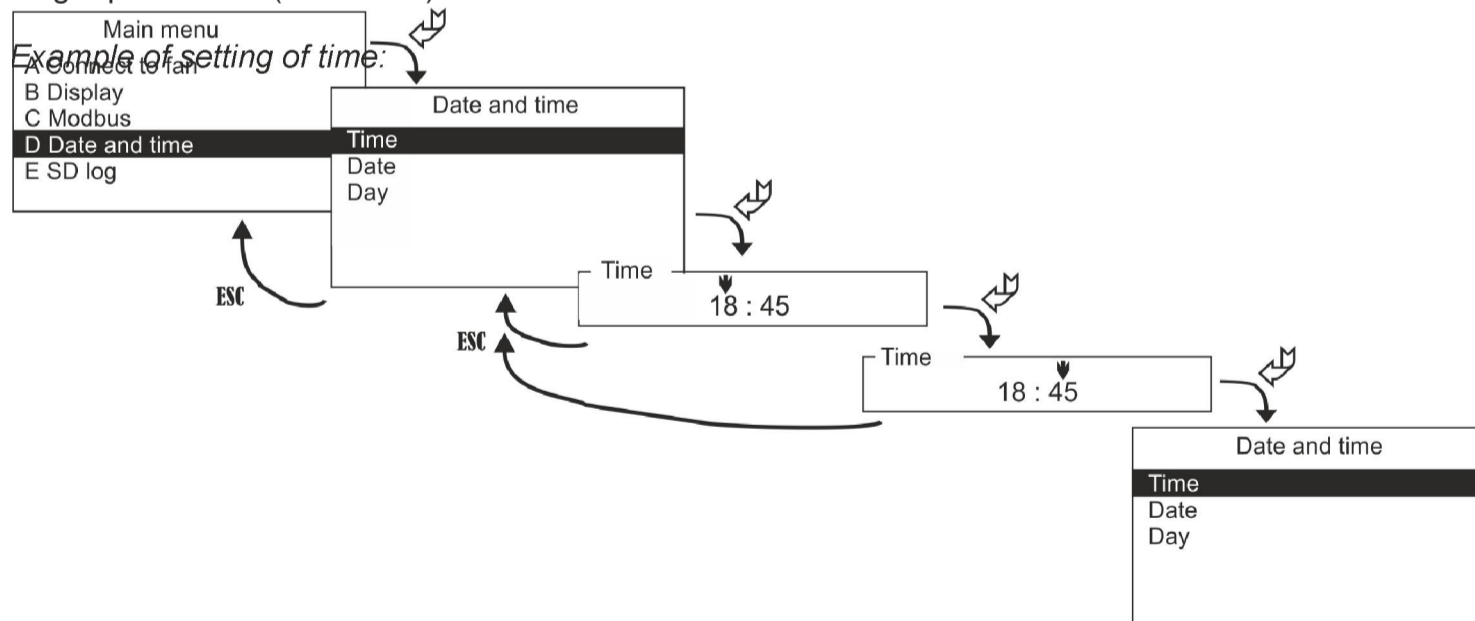 Main menu
Example of setting of time:
A Connect to fan
B Display
C Modbus
D Date and time
E SD log
Date and time
Time
Date
Day
ESC
Time
18 : 45
ESC
Time
18 : 45
Date and time
Time
Date
Day